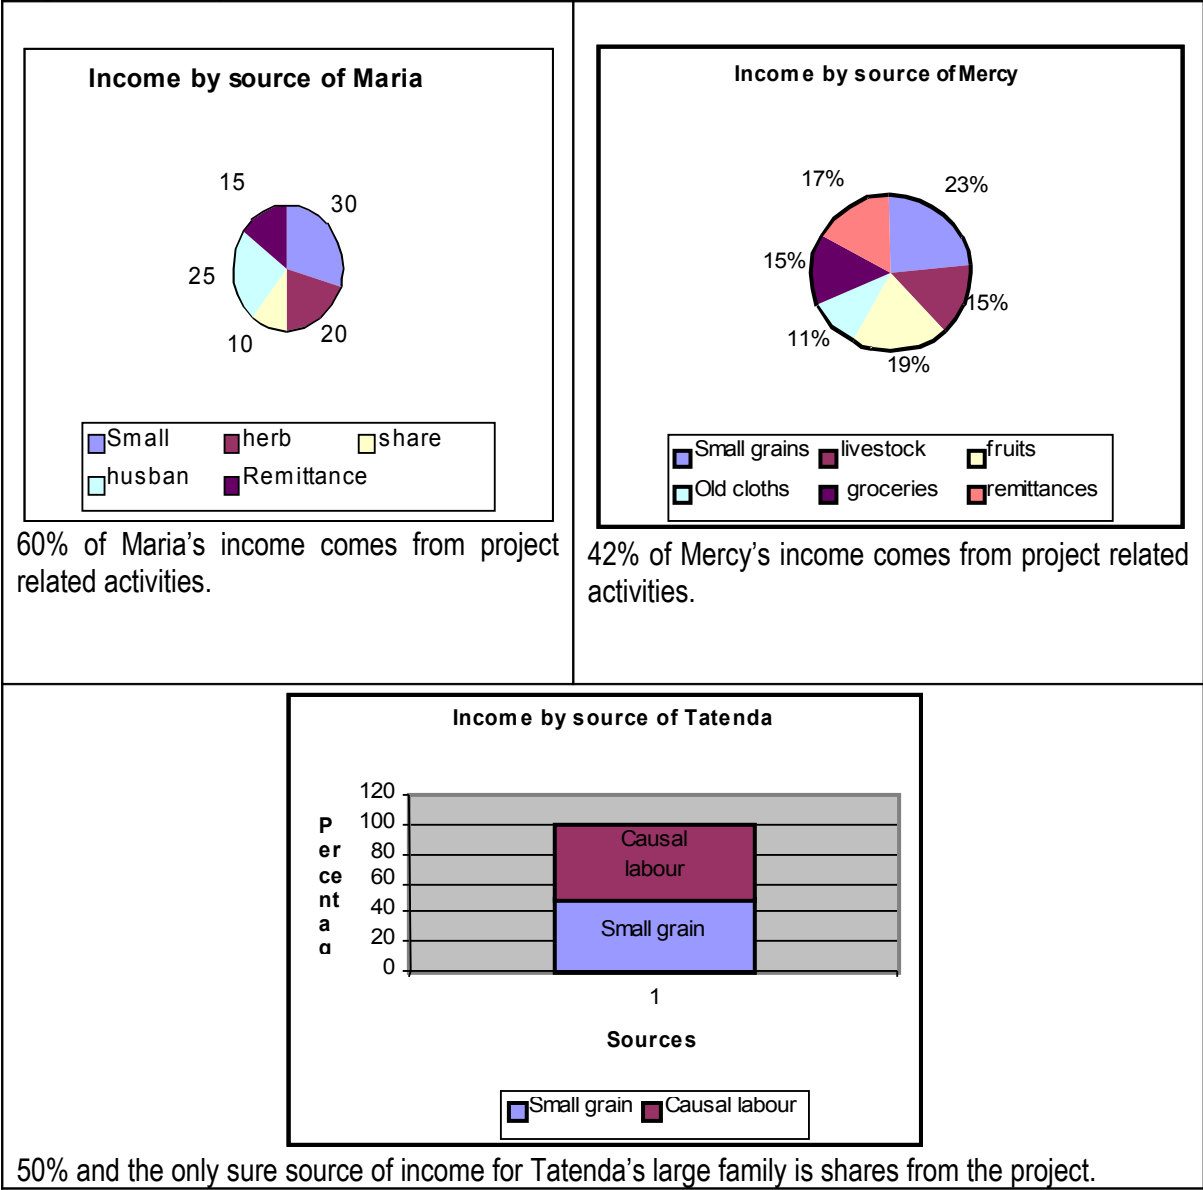 Income by source of Maria
15
30
25
10
20
Small herb share
husban Remittance
60% of Maria's income comes from project
related activities.
Income by source of Mercy
17%
23%
15%
15%
11%
19%
Small grains livestock fruits
Old cloths groceries remittances
42% of Mercy's income comes from project related
activities.
Income by source of Tatenda
120
100
80
60
40
20
0
P
er
ce
nt
a
g
Causal
labour
Small grain
1
Sources
Small grain Causal labour
50% and the only sure source of income for Tatenda's large family is shares from the project.